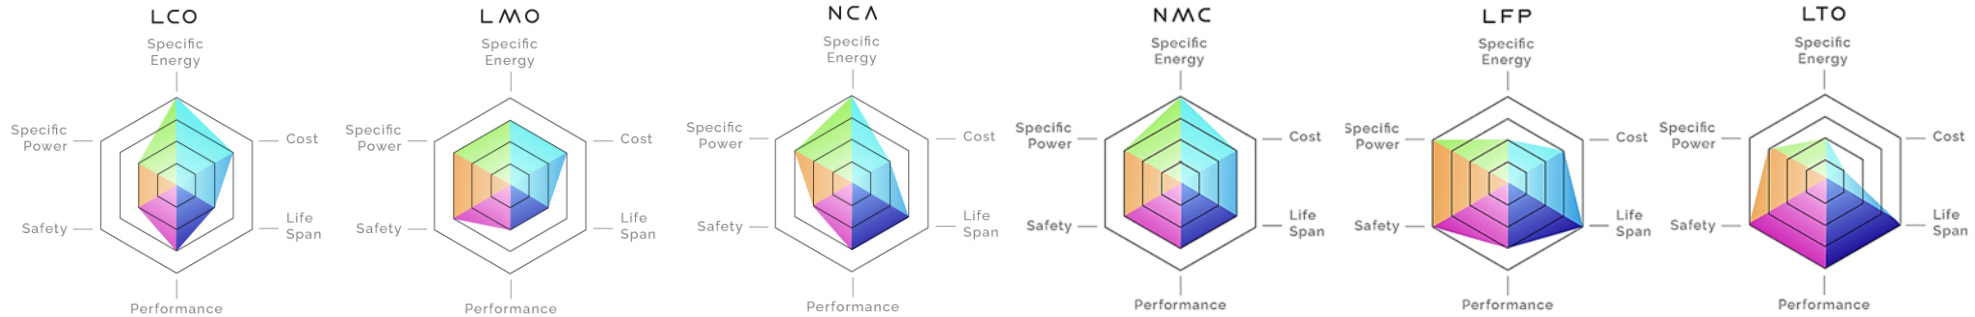 LCO
Specific
Energy
Specific
Power
Cost
Safety
Life
Span
Performance
LMO
Specific
Energy
Specific
Power
Cost
Safety
Life
Span
Performance
NCA
Specific
Energy
Specific
Power
Cost
Safety
Life
Span
Performance
NMC
Specific
Energy
Specific
Power
Cost
Safety
Life
Span
Performance
LFP
Specific
Energy
Specific
Power
Cost
Safety
Life
Span
Performance
LTO
Specific
Energy
Specific
Power
Cost
Safety
Life
Span
Performance